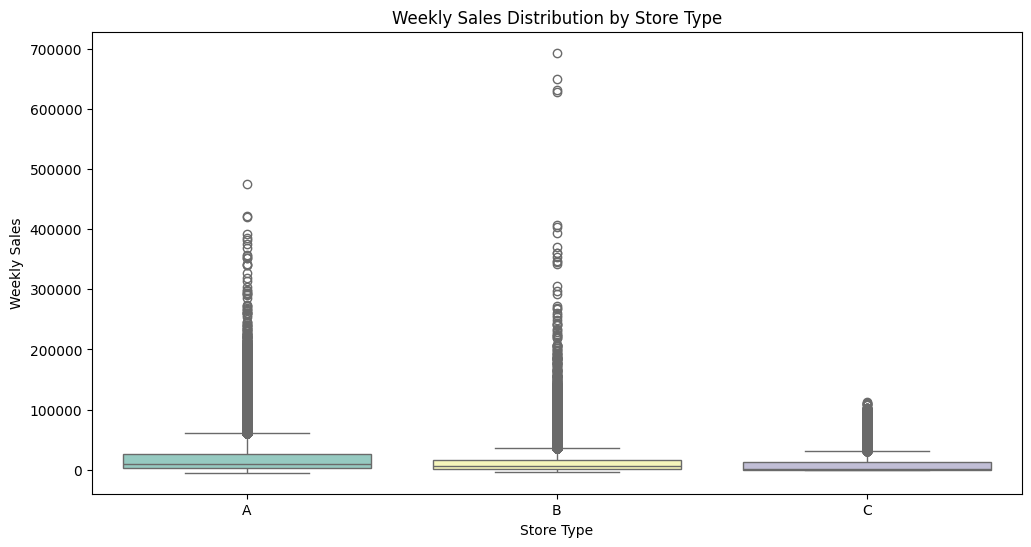 Weekly Sales Distribution by Store Type
Weekly Sales
700000
600000
500000
400000
300000
200000
100000
0
A
B
C
Store Type